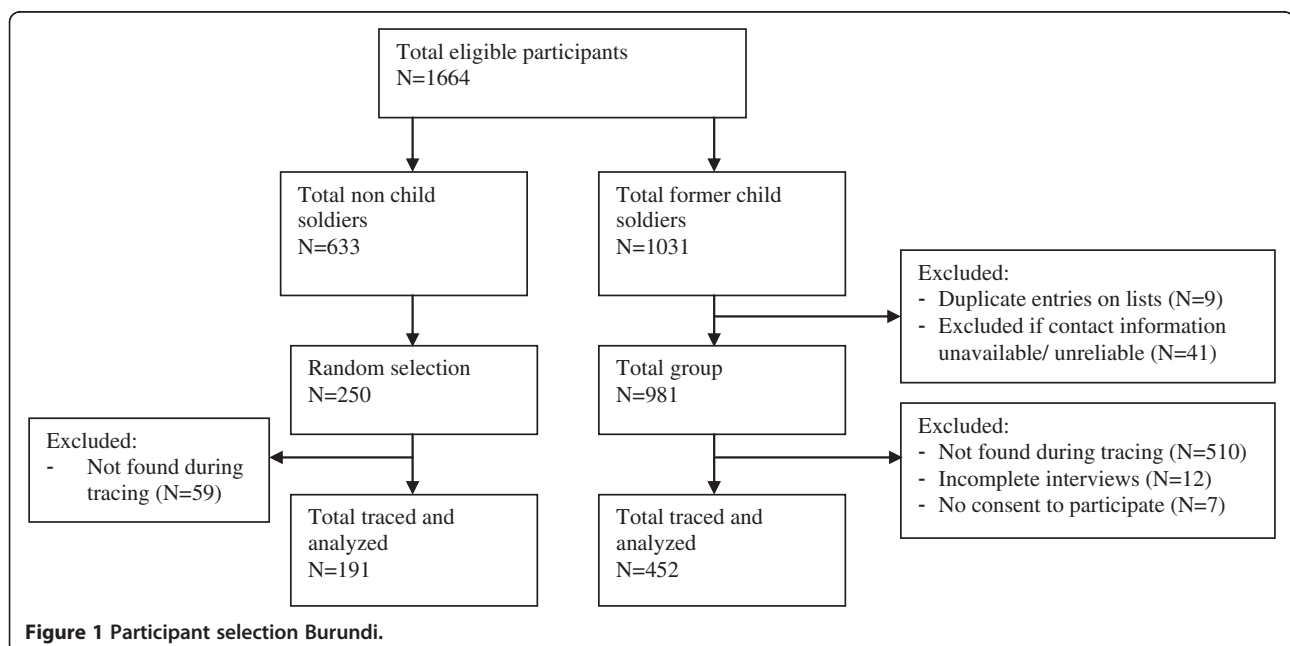 Total eligible participants
N=1664
Total non child
soldiers
N=633
Total former child
soldiers
N=1031
Excluded:
- Duplicate entries on lists (N=9)
- Excluded if contact information
unavailable/ unreliable (N=41)
Random selection
N=250
Total group
N=981
Excluded:
- Not found during
tracing (N=59)
Excluded:
- Not found during tracing (N=510)
- Incomplete interviews (N=12)
- No consent to participate (N=7)
Total traced and
analyzed
N=191
Total traced and
analyzed
N=452
Figure 1 Participant selection Burundi.